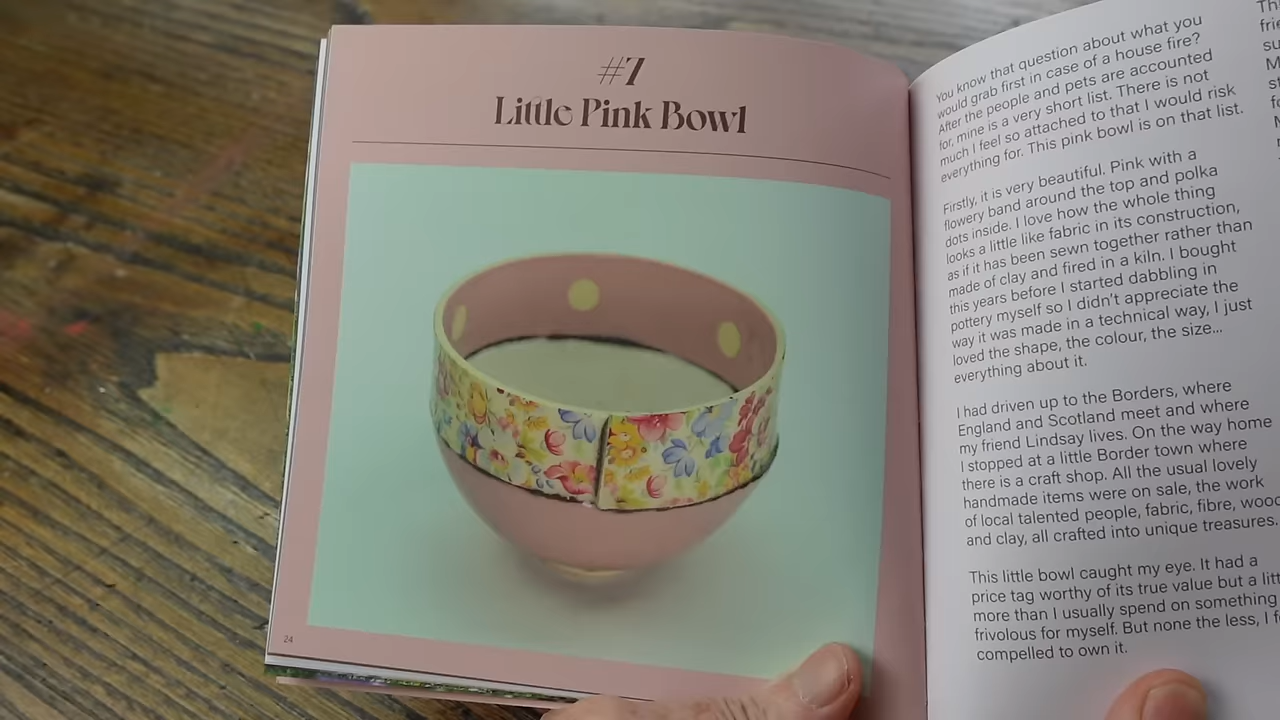 #7
Little Pink Bowl
24
You know that question about what you
would grab first in case of a house fire?
After the people and pets are accounted
for, mine is a very short list. There is not
much I feel so attached to that I would risk
everything for. This pink bowl is on that list.
Firstly, it is very beautiful. Pink with a
flowery band around the top and polka
dots inside. I love how the whole thing
looks a little like fabric in its construction,
as if it has been sewn together rather than
made of clay and fired in a kiln. I bought
this years before I started dabbling in
pottery myself so I didn't appreciate the
way it was made in a technical way, I just
loved the shape, the colour, the size...
everything about it.
I had driven up to the Borders, where
England and Scotland meet and where
my friend Lindsay lives. On the way home
I stopped at a little Border town where
there is a craft shop. All the usual lovely
handmade items were on sale, the work
of local talented people, fabric, fibre, wood
and clay, all crafted into unique treasures.
This little bowl caught my eye. It had a
price tag worthy of its true value but a
more than I usually spend on something
frivolous for myself. But none the less, I
compelled to own it.